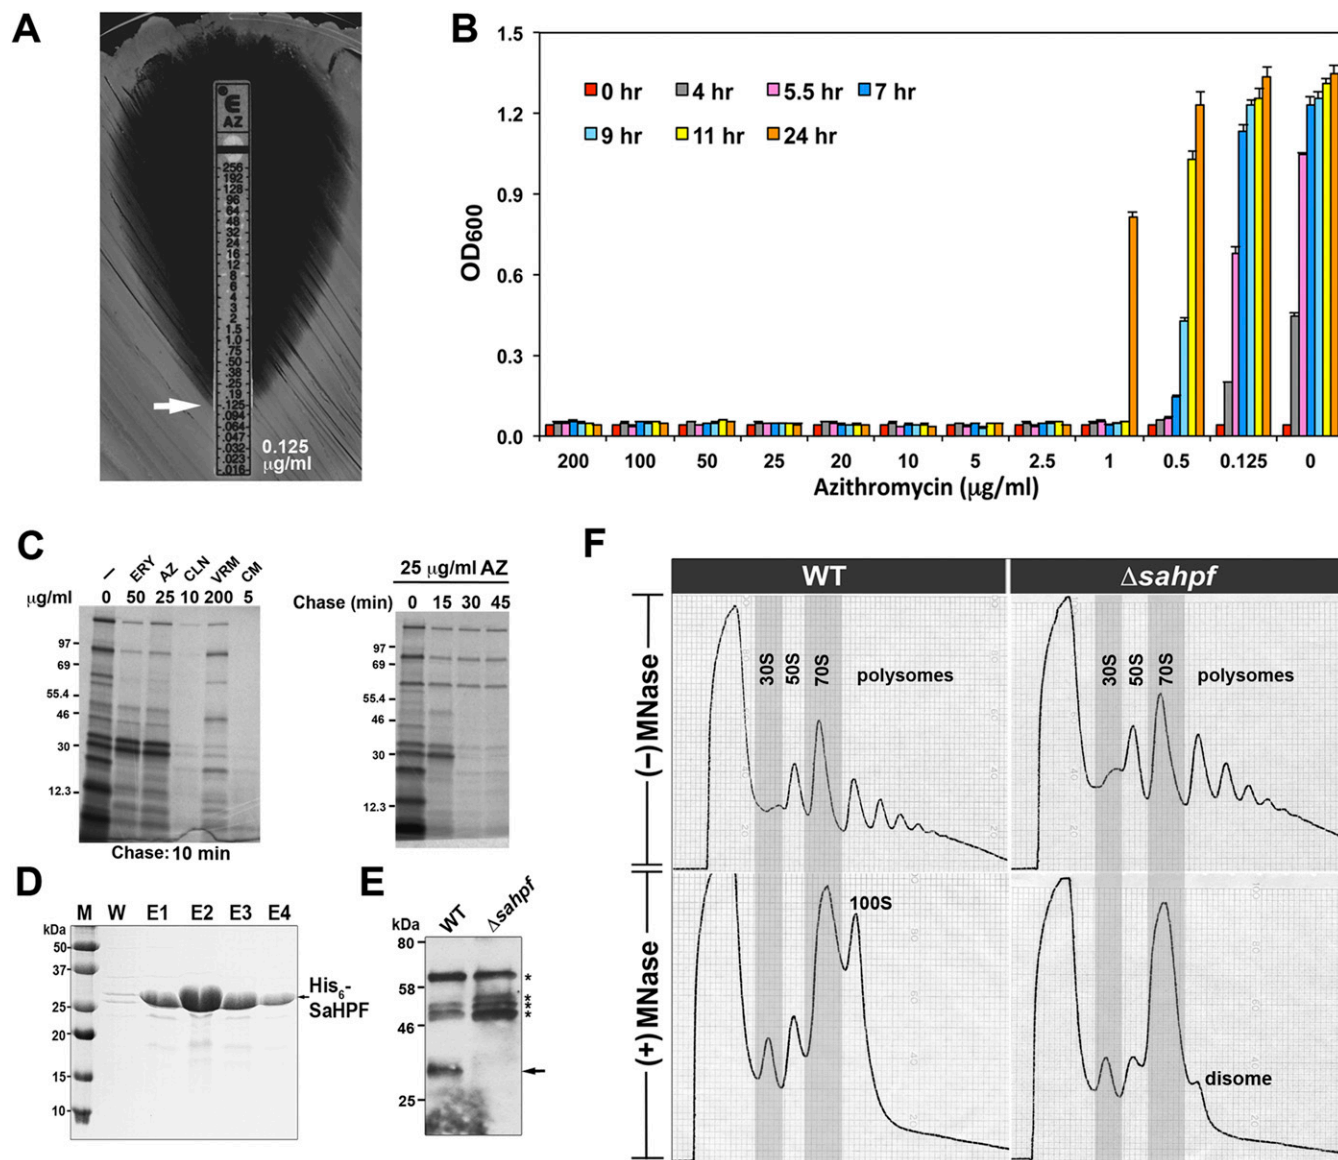 A
E
AZ
256
192
128
96
64
48
32
24
16
12
8
6
4
3
2
1.5
1.0
.75
.50
.38
.25
.19
.125
.094
.064
.047
.032
.023
.016
0.125
μg/ml
B
1.5
1.2
0.9
0.6
0.3
0.0
OD600
0 hr 4 hr 5.5 hr 7 hr
9 hr 11 hr 24 hr
200 100 50 25 20 10 5 2.5 1 0.5 0.125 0
Azithromycin (μg/ml)
C
– ERY AZ CLN VRM CM
μg/ml 0 50 25 10 200 5
97
69
55.4
46
30
12.3
Chase: 10 min
25 μg/ml AZ
Chase (min) 0 15 30 45
97
69
55.4
46
30
12.3
D
M W E1 E2 E3 E4
kDa
50
37
25
20
15
10
His6-
SaHPF
E
WT Δsahpf
kDa
80
58
46
25
*
*
*
*
F
WT Δsahpf
(–) MNase
30S 50S 70S polysomes
30S 50S 70S polysomes
(+) MNase
100S
disome